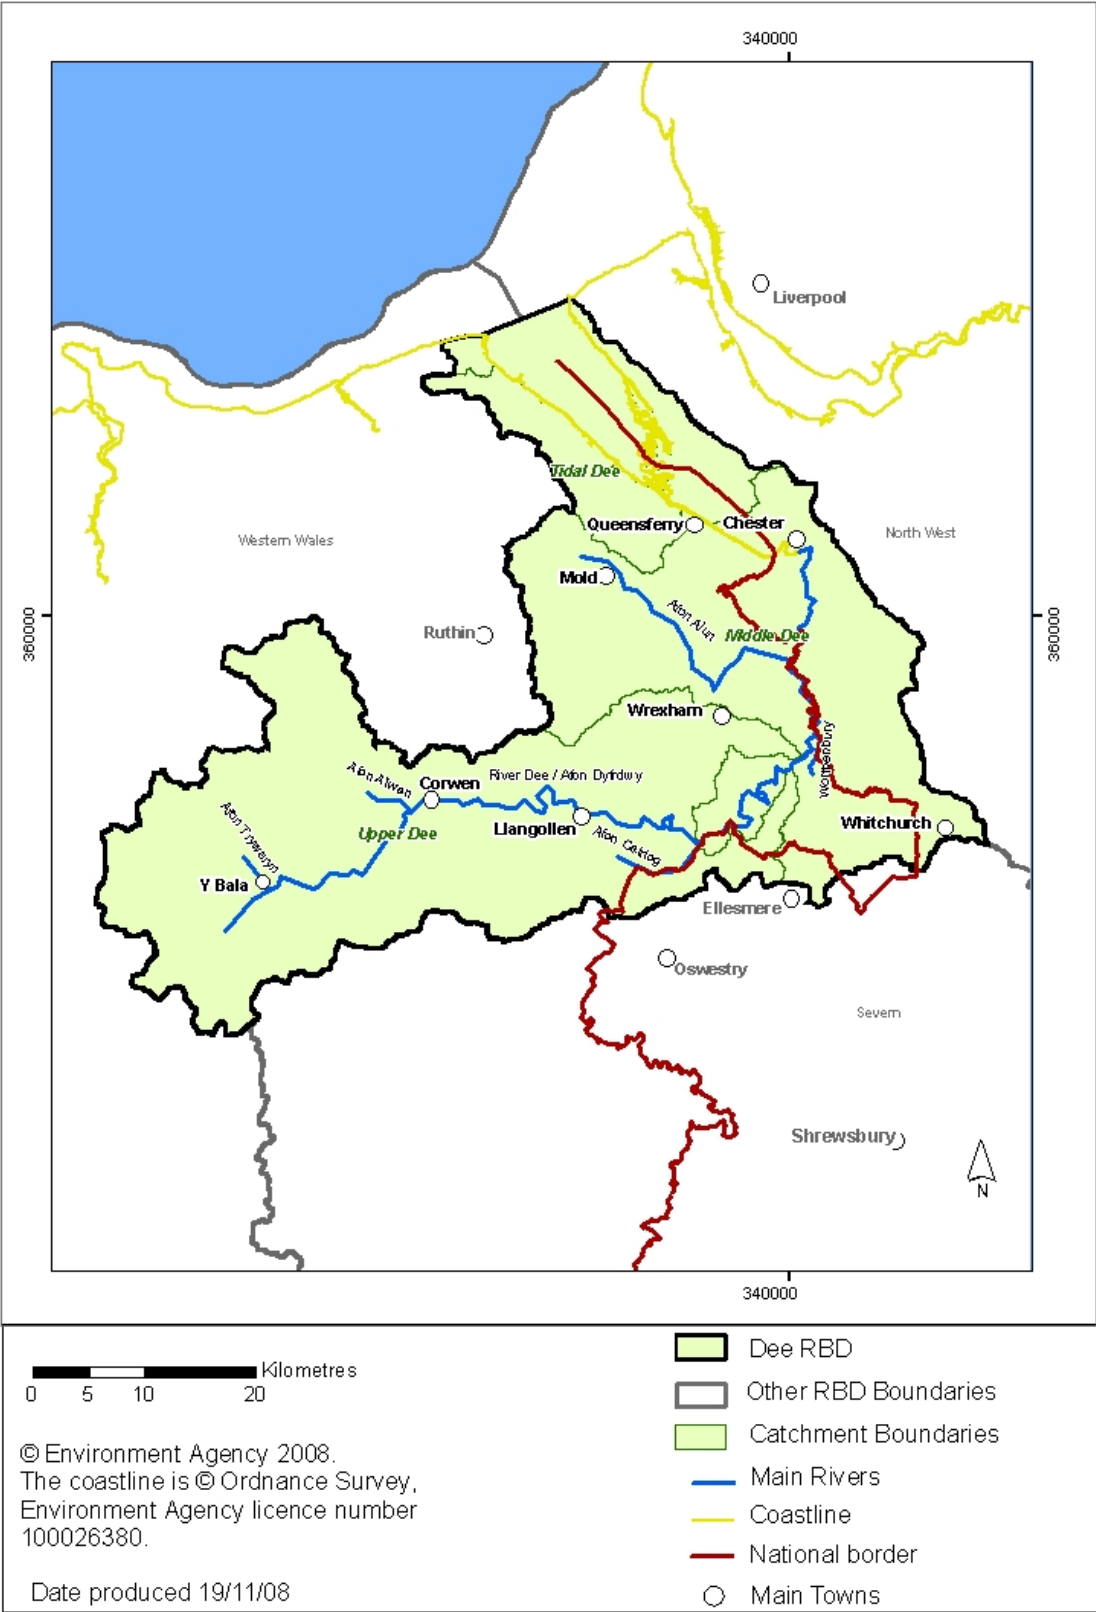 340000
Liverpool
Tidal Dee
Queensferry
Chester
Western Wales
North West
Mold
Afon Alun
360000
Ruthin
Middle Dee
360000
Wrexham
Worthenbury
Afon Alwen
Corwen
River Dee / Afon Dyfrdwy
Afon Tryweryn
Upper Dee
Llangollen
Afon Ceiriog
Whitchurch
Y Bala
Ellesmere
Oswestry
Severn
Shrewsbury
N
340000
Kilometres
0 5 10 20
© Environment Agency 2008.
The coastline is © Ordnance Survey,
Environment Agency licence number
100026380.
Date produced 19/11/08
Dee RBD
Other RBD Boundaries
Catchment Boundaries
Main Rivers
Coastline
National border
Main Towns